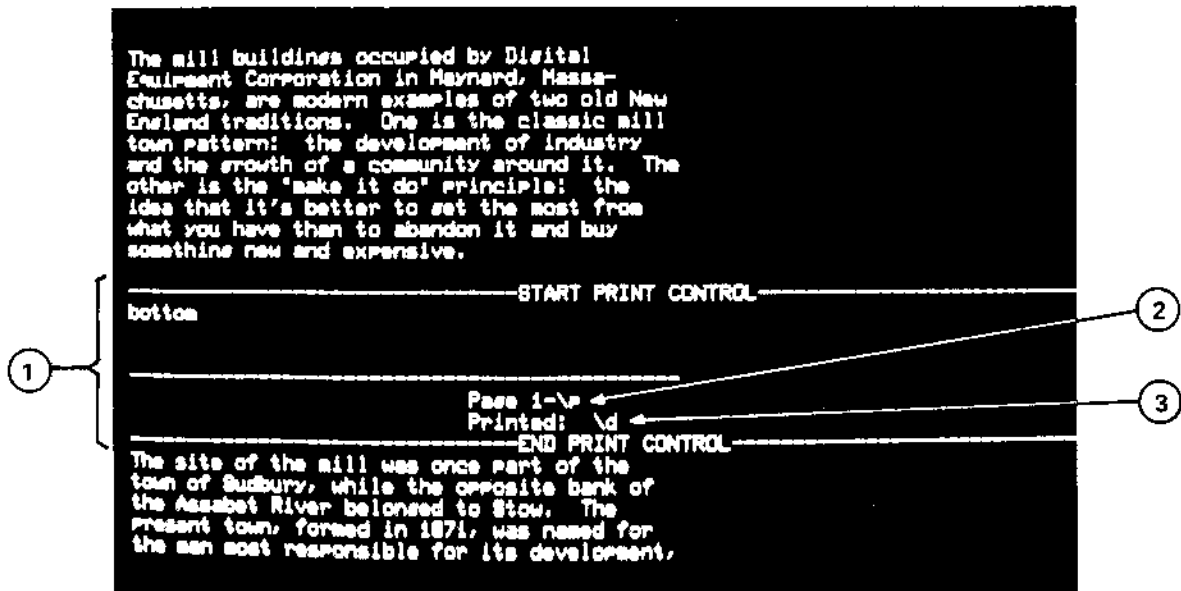 The mill buildings occupied by Digital
Equipment Corporation in Maynard, Massa-
chusetts, are modern examples of two old New
England traditions.  One is the classic mill
town pattern:  the development of industry
and the growth of a community around it.  The
other is the "make it do" principle:  the
idea that it's better to get the most from
what you have than to abandon it and buy
something new and expensive.
START PRINT CONTROL
bottom
2
1
Page 1-\p
Printed:  \d
3
END PRINT CONTROL
The site of the mill was once part of the
town of Sudbury, while the opposite bank of
the Assabet River belonged to Stow.  The
present town, formed in 1871, was named for
the man most responsible for its development,